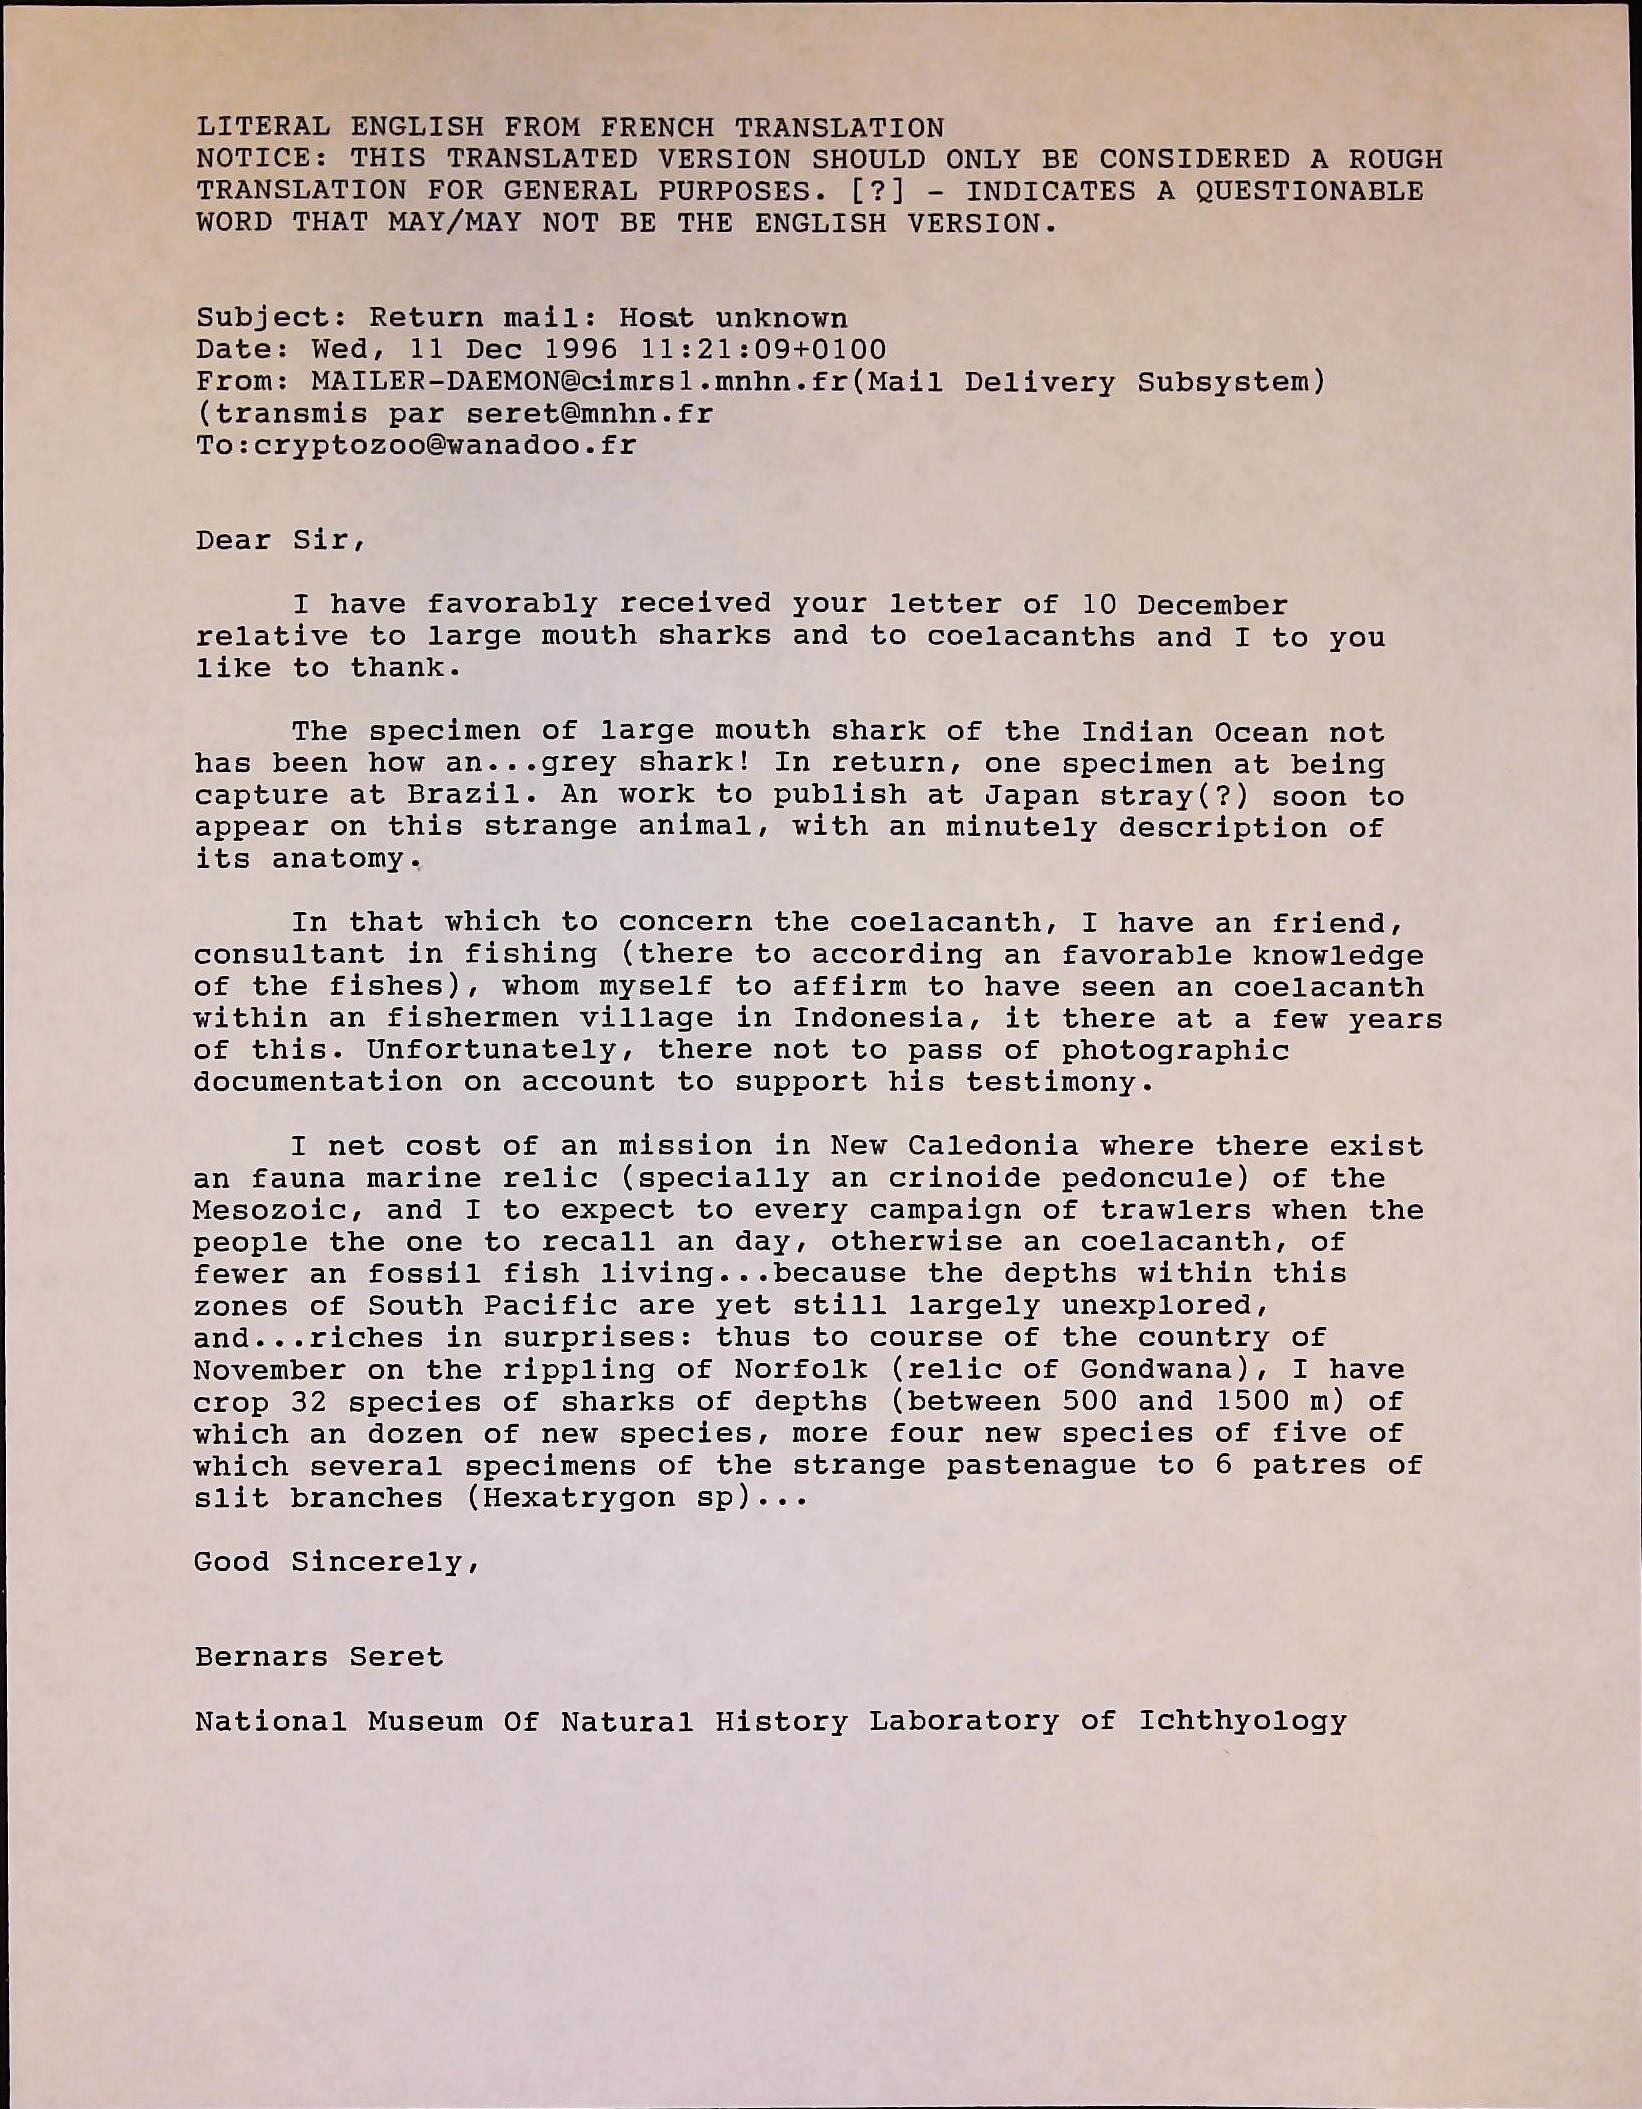 LITERAL ENGLISH FROM FRENCH TRANSLATION
NOTICE: THIS TRANSLATED VERSION SHOULD ONLY BE CONSIDERED A ROUGH
TRANSLATION FOR GENERAL PURPOSES. [?] - INDICATES A QUESTIONABLE
WORD THAT MAY/MAY NOT BE THE ENGLISH VERSION.
Subject: Return mail: Host unknown
Date: Wed, 11 Dec 1996 11:21:09+0100
From: MAILER-DAEMON@cimrs1.mnhn.fr(Mail Delivery Subsystem)
(transmis par seret@mnhn.fr
To:cryptozoo@wanadoo.fr
Dear Sir,
I have favorably received your letter of 10 December
relative to large mouth sharks and to coelacanths and I to you
like to thank.
The specimen of large mouth shark of the Indian Ocean not
has been how an...grey shark! In return, one specimen at being
capture at Brazil. An work to publish at Japan stray(?) soon to
appear on this strange animal, with an minutely description of
its anatomy.
In that which to concern the coelacanth, I have an friend,
consultant in fishing (there to according an favorable knowledge
of the fishes), whom myself to affirm to have seen an coelacanth
within an fishermen village in Indonesia, it there at a few years
of this. Unfortunately, there not to pass of photographic
documentation on account to support his testimony.
I net cost of an mission in New Caledonia where there exist
an fauna marine relic (specially an crinoide pedoncule) of the
Mesozoic, and I to expect to every campaign of trawlers when the
people the one to recall an day, otherwise an coelacanth, of
fewer an fossil fish living...because the depths within this
zones of South Pacific are yet still largely unexplored,
and...riches in surprises: thus to course of the country of
November on the rippling of Norfolk (relic of Gondwana), I have
crop 32 species of sharks of depths (between 500 and 1500 m) of
which an dozen of new species, more four new species of five of
which several specimens of the strange pastenague to 6 patres of
slit branches (Hexatrygon sp)...
Good Sincerely,
Bernars Seret
National Museum Of Natural History Laboratory of Ichthyology